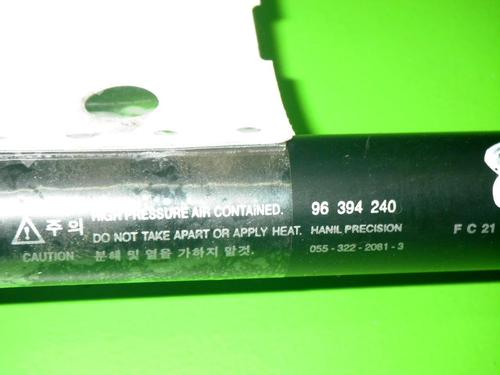 주의
CAUTION
HIGH PRESSURE AIR CONTAINED.
DO NOT TAKE APART OR APPLY HEAT.
분해 및 열을 가하지 말것.
96 394 240
HANIL PRECISION
055-322-2081-3
F C 21